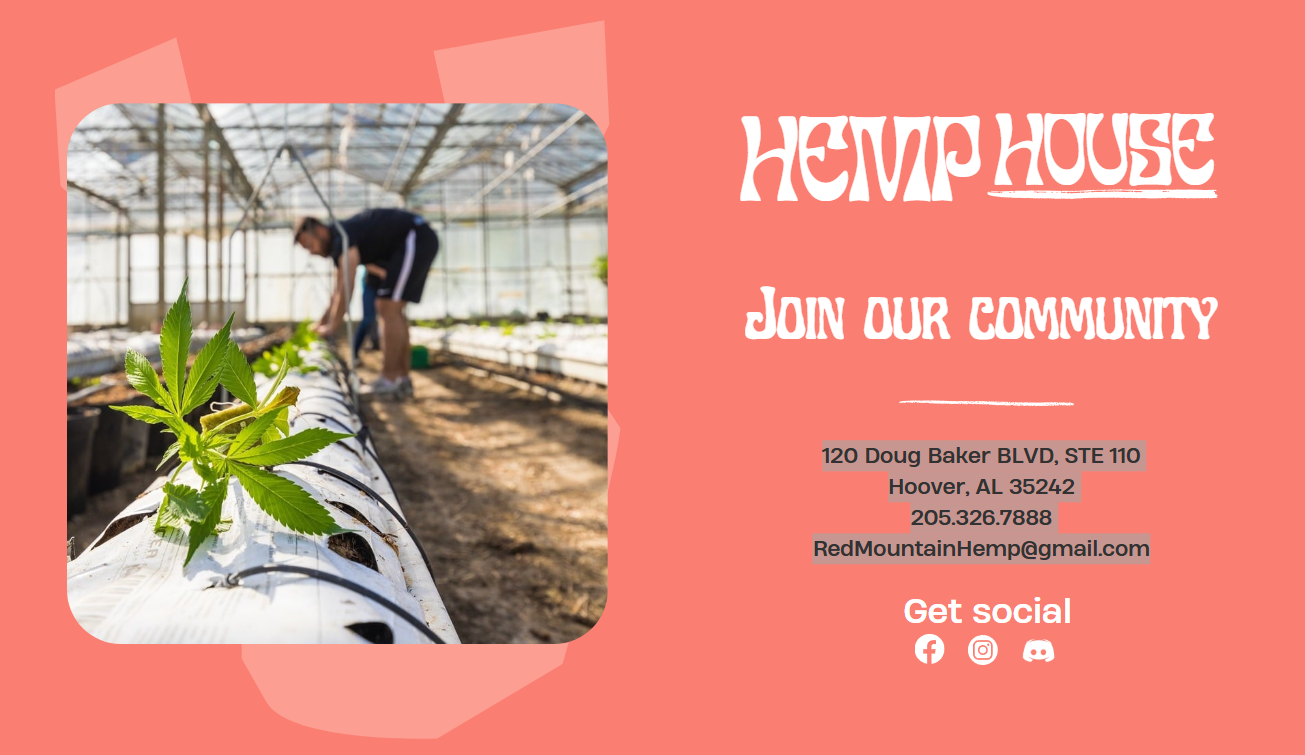 HEMP HOUSE
JOIN OUR COMMUNITY
120 Doug Baker BLVD, STE 110
Hoover, AL 35242
205.326.7888
RedMountainHemp@gmail.com
Get social